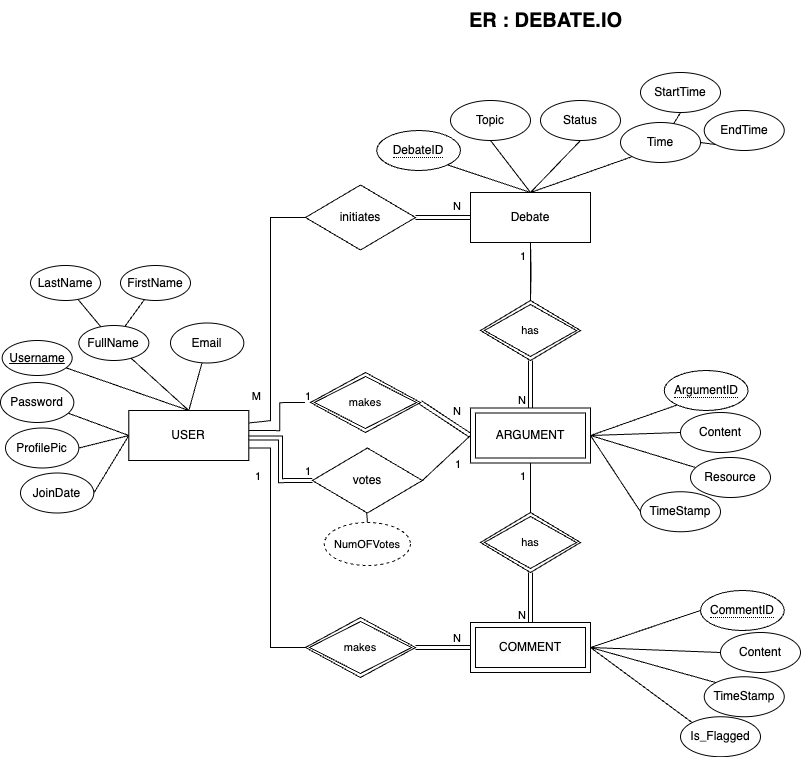 ER : DEBATE.IO
StartTime
Topic
Status
EndTime
Time
DebateID
N
initiates
Debate
1
LastName
FirstName
has
FullName
Email
Username
M
1
N
ArgumentID
Password
makes
N
USER
ARGUMENT
Content
ProfilePic
1
1
1
1
Resource
votes
JoinDate
TimeStamp
NumOFVotes
has
N
CommentID
N
makes
COMMENT
Content
TimeStamp
Is_Flagged